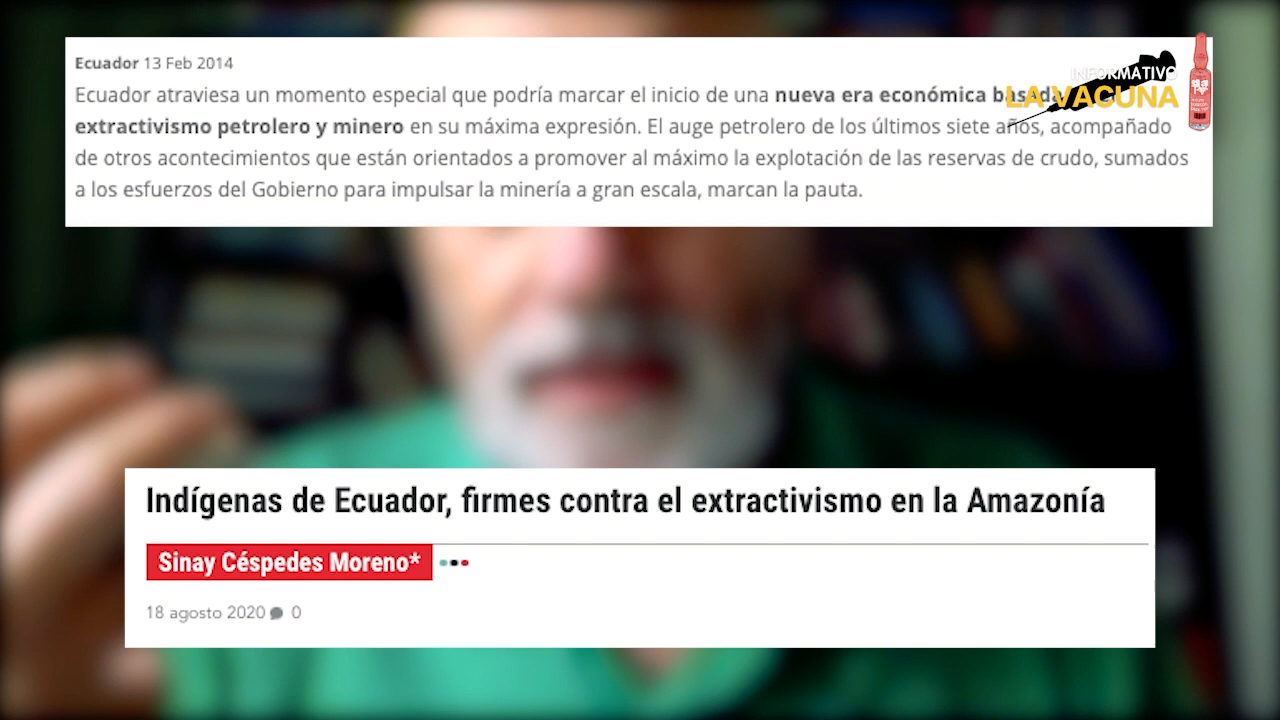 Ecuador 13 Feb 2014
INFORMATIVO
LA VACUNA
Ecuador atraviesa un momento especial que podría marcar el inicio de una nueva era económica basada
extractivismo petrolero y minero en su máxima expresión. El auge petrolero de los últimos siete años, acompañado
de otros acontecimientos que están orientados a promover al máximo la explotación de las reservas de crudo, sumados
a los esfuerzos del Gobierno para impulsar la minería a gran escala, marcan la pauta.
Indígenas de Ecuador, firmes contra el extractivismo en la Amazonía
Sinay Céspedes Moreno*
18 agosto 2020 0